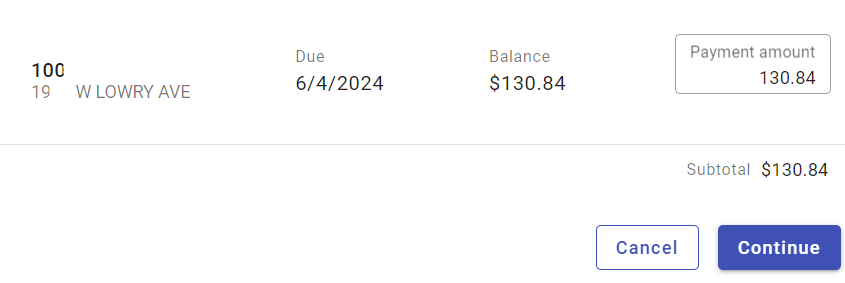 Due
Balance
Payment amount
100
6/4/2024
$130.84
130.84
19 W LOWRY AVE
Subtotal $130.84
Cancel
Continue